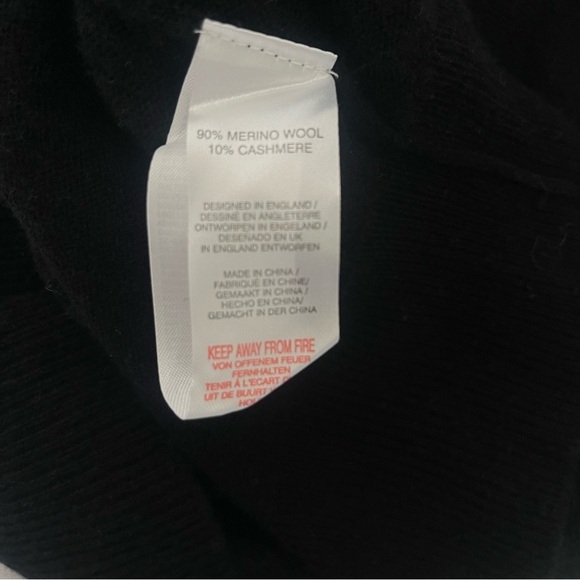 90% MERINO WOOL
10% CASHMERE
DESIGNED IN ENGLAND /
DESSINE EN ANGLETERRE
ONTWORPEN IN ENGELAND /
DESENADO EN UK
IN ENGLAND ENTWORFEN
MADE IN CHINA /
FABRIQUE EN CHINE/
GEMAAKT IN CHINA /
HECHO EN CHINA/
GEMACHT IN DER CHINA
KEEP AWAY FROM FIRE
VON OFFENEM FEUER
FERNHALTEN
TENIR À L'ECART
UIT DE BUURT